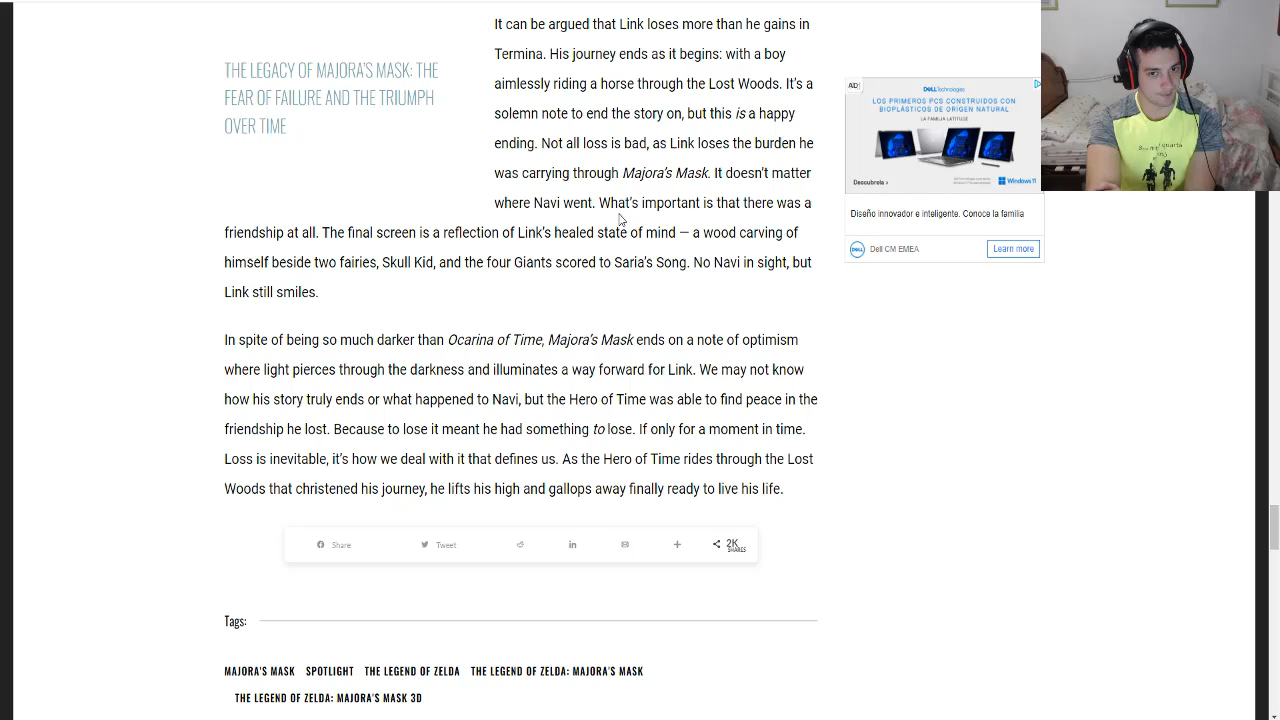 It can be argued that Link loses more than he gains in
Termina. His journey ends as it begins: with a boy
aimlessly riding a horse through the Lost Woods. It's a
solemn note to end the story on, but this is a happy
ending. Not all loss is bad, as Link loses the burden he
was carrying through Majora's Mask. It doesn't matter
where Navi went. What's important is that there was a
friendship at all. The final screen is a reflection of Link's healed state of mind — a wood carving of
himself beside fairies, Skull Kid, and the four Giants scored to Saria's Song. No Navi in sight, but
Link still smiles.
THE LEGACY OF MAJORA'S MASK: THE
FEAR OF FAILURE AND THE TRIUMPH
OVER TIME
In spite of being so much darker than Ocarina of Time, Majora's Mask ends on a note of optimism
where light pierces through the darkness and illuminates a way forward for Link. We may not know
how his story truly ends or what happened to Navi, but the Hero of Time was able to find peace in the
friendship he lost. Because to lose it meant he had something to lose. If only for a moment in time.
Loss is inevitable, it's how we deal with it that defines us. As the Hero of Time rides through the Lost
Woods that christened his journey, he lifts his high and gallops away finally ready to live his life.
Share
Tweet
2K
SHARES
Tags:
MAJORA'S MASK SPOTLIGHT THE LEGEND OF ZELDA THE LEGEND OF ZELDA: MAJORA'S MASK
THE LEGEND OF ZELDA: MAJORA'S MASK 3D
DELL Technologies
LOS PRIMEROS PCS CONSTRUIDOS CON
BIOPLÁSTICOS DE ORIGEN NATURAL
LA FAMILIA LATITUDE
Descúbrela >
Windows 11
Diseño innovador e inteligente. Conoce la familia
DELL
Dell CM EMEA
Learn more